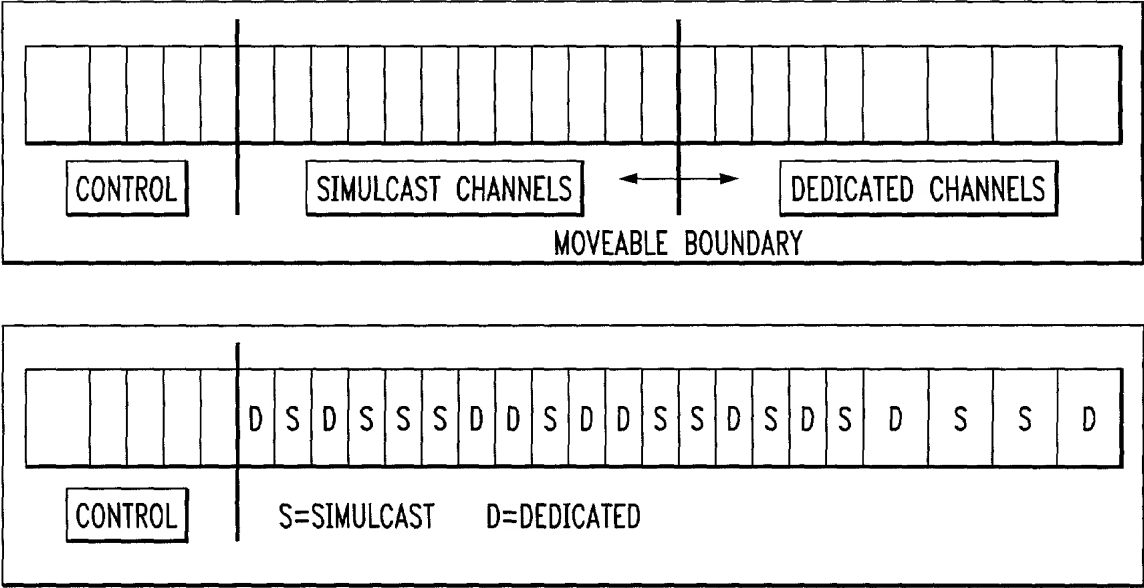 CONTROL SIMULCAST CHANNELS DEDICATED CHANNELS
MOVEABLE BOUNDARY
D S D S S S D D S D D S S D S D S D S S D
CONTROL S=SIMULCAST D=DEDICATED